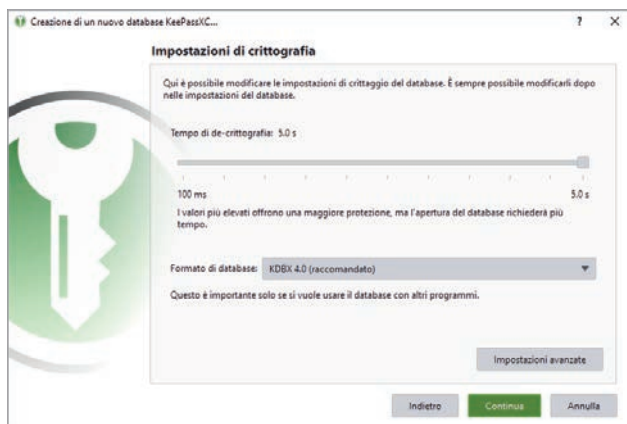 Creazione di un nuovo database KeePassXC...
?
Impostazioni di crittografia
Qui è possibile modificare le impostazioni di crittaggio del database. È sempre possibile modificarli dopo
nelle impostazioni del database.
Tempo di de-crittografia: 5.0 s
100 ms 5.0 s
I valori più elevati offrono una maggiore protezione, ma l'apertura del database richiederà più
tempo.
Formato di database: KDBX 4.0 (raccomandato)
Questo è importante solo se si vuole usare il database con altri programmi.
Impostazioni avanzate
Indietro Continua Annulla